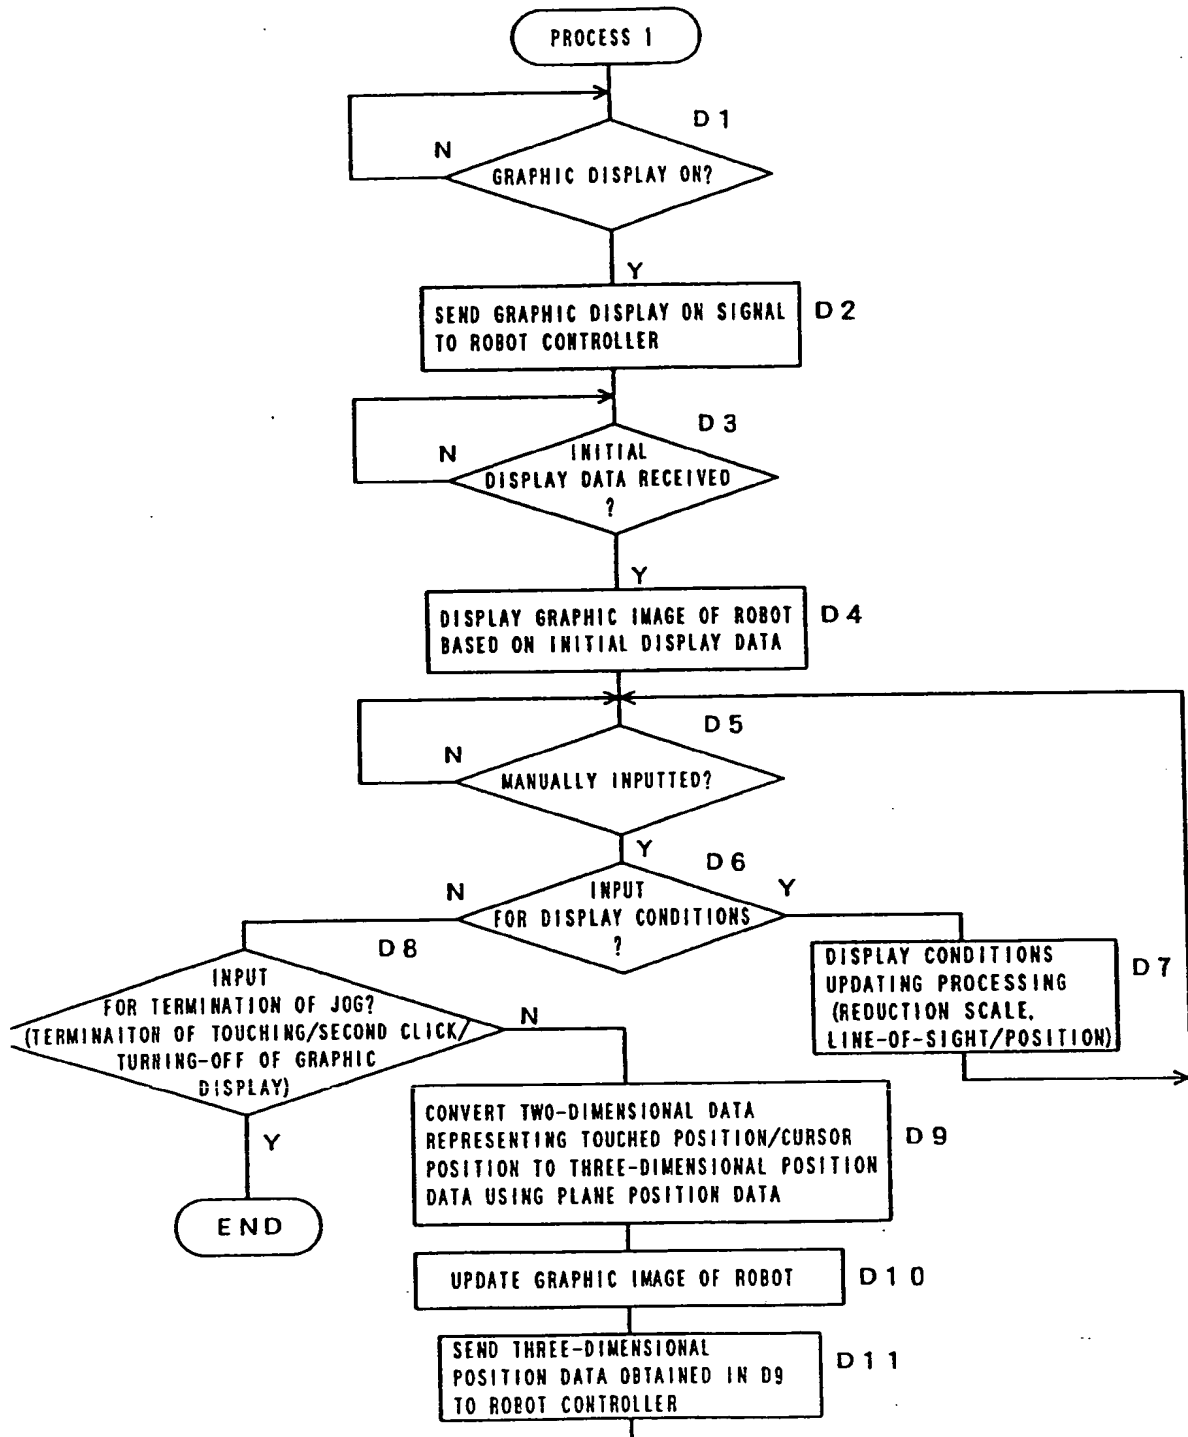 PROCESS 1
D1
N
GRAPHIC DISPLAY ON?
Y
SEND GRAPHIC DISPLAY ON SIGNAL
TO ROBOT CONTROLLER
D2
D3
N
INITIAL
DISPLAY DATA RECEIVED
?
Y
DISPLAY GRAPHIC IMAGE OF ROBOT
BASED ON INITIAL DISPLAY DATA
D4
D5
N
MANUALLY INPUTTED?
Y
D6
N
INPUT
FOR DISPLAY CONDITIONS
?
Y
DISPLAY CONDITIONS
UPDATING PROCESSING
(REDUCTION SCALE,
LINE-OF-SIGHT/POSITION)
D7
D8
INPUT
FOR TERMINATION OF JOG?
(TERMINAITON OF TOUCHING/SECOND CLICK/
TURNING-OFF OF GRAPHIC
DISPLAY)
N
Y
END
CONVERT TWO-DIMENSIONAL DATA
REPRESENTING TOUCHED POSITION/CURSOR
POSITION TO THREE-DIMENSIONAL POSITION
DATA USING PLANE POSITION DATA
D9
UPDATE GRAPHIC IMAGE OF ROBOT
D10
SEND THREE-DIMENSIONAL
POSITION DATA OBTAINED IN D9
TO ROBOT CONTROLLER
D11